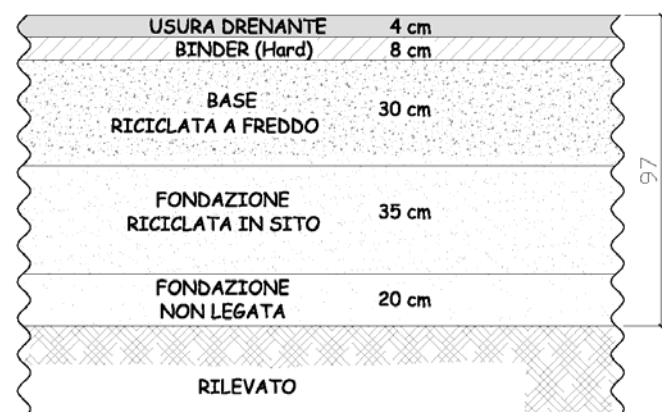 USURA DRENANTE 4 cm
BINDER (Hard) 8 cm
BASE
RICICLATA A FREDDO 30 cm
FONDAZIONE
RICICLATA IN SITO 35 cm
FONDAZIONE
NON LEGATA 20 cm
RILEVATO
97